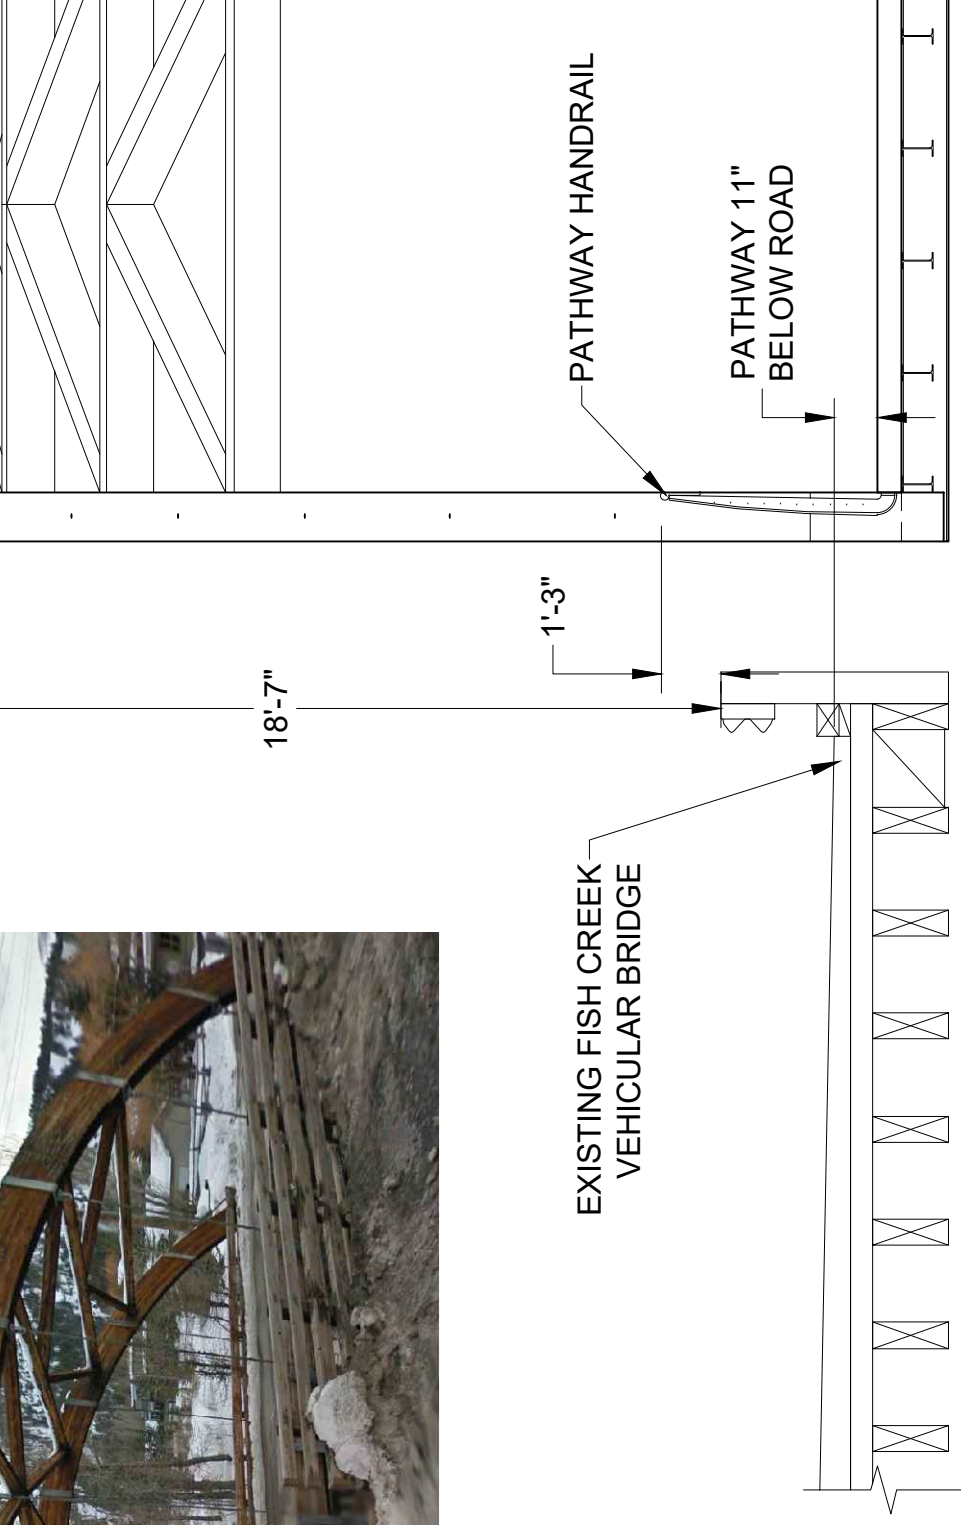 PATHWAY HANDRAIL
PATHWAY 11"
BELOW ROAD
1'-3"
18'-7"
EXISTING FISH CREEK
VEHICULAR BRIDGE